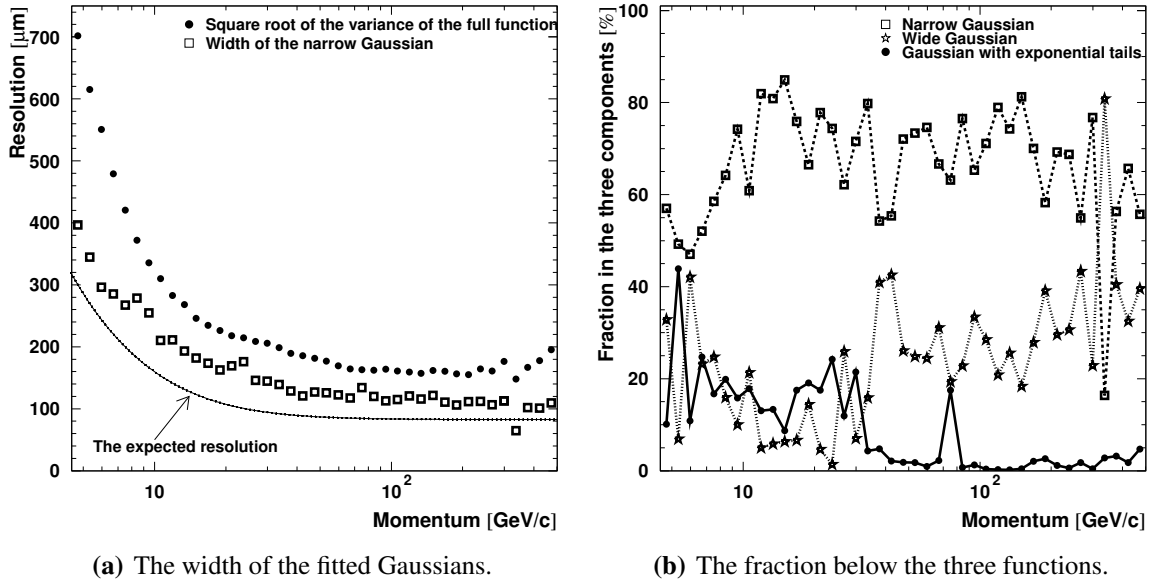 Resolution [μm]
700
600
500
400
300
200
100
0
Square root of the variance of the full function
Width of the narrow Gaussian
The expected resolution
10
10²
Momentum [GeV/c]
(a) The width of the fitted Gaussians.
Fraction in the three components [%]
100
80
60
40
20
0
Narrow Gaussian
Wide Gaussian
Gaussian with exponential tails
10
10²
Momentum [GeV/c]
(b) The fraction below the three functions.